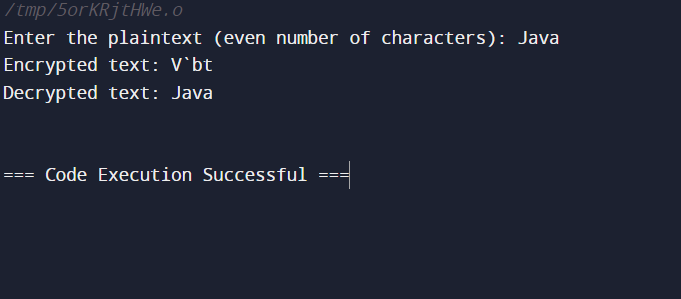 /tmp/5orKRjtHWe.o
Enter the plaintext (even number of characters): Java
Encrypted text: V`bt
Decrypted text: Java
=== Code Execution Successful ===